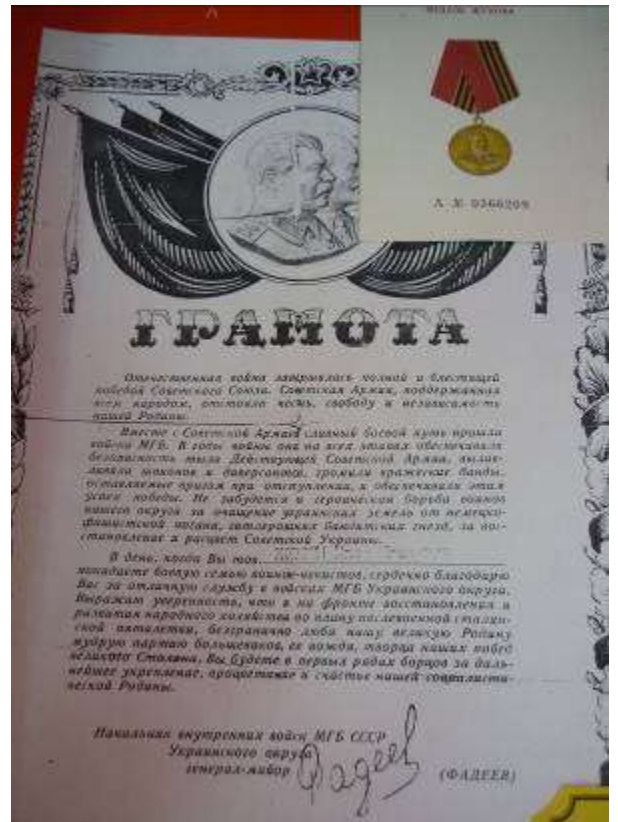 МЕДАЛЬ ЖУКОВА
А № 0366209
ГРАМОТА
Отечественная война завершилась полной и блестящей
победой Советского Союза. Советская Армия, поддержанная
всем народом, отстояла честь, свободу и независимость
нашей Родины.
Вместе с Советской Армией славный боевой путь прошли
войска МГБ. В годы войны они на всех этапах обеспечивали
безопасность тыла Действующей Советской Армии, вылав-
ливали шпионов и диверсантов, громили вражеские банды,
оставляемые врагом при отступлении, и обеспечивали этим
успех победы. Не забудется и героическая борьба воинов
нашего округа за очищение украинских земель от немецко-
фашистской погани, бандитских гнезд, за вос-
становление и расцвет Советской Украины.
В день, когда Вы тов.
покидаете боевую семью воинов-чекистов, сердечно благодарю
Вас за отличную службу в войсках МГБ Украинского округа.
Выражаю уверенность, что и на фронте восстановления и
развития народного хозяйства по плану послевоенной сталин-
ской пятилетки, безгранично любя нашу великую Родину
мудрую партию большевиков, ее вождя, творца наших побед
великого Сталина, Вы будете в первых рядах борцов за даль-
нейшее укрепление, процветание и счастье нашей социалисти-
ческой Родины.
Начальник внутренних войск МГБ СССР
Украинского округа
генерал-майор Фадеев (ФАДЕЕВ)